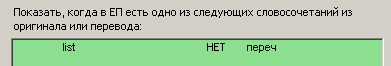 Показать, когда в ЕП есть одно из следующих словосочетаний из
оригинала или перевода:
list НЕТ переч